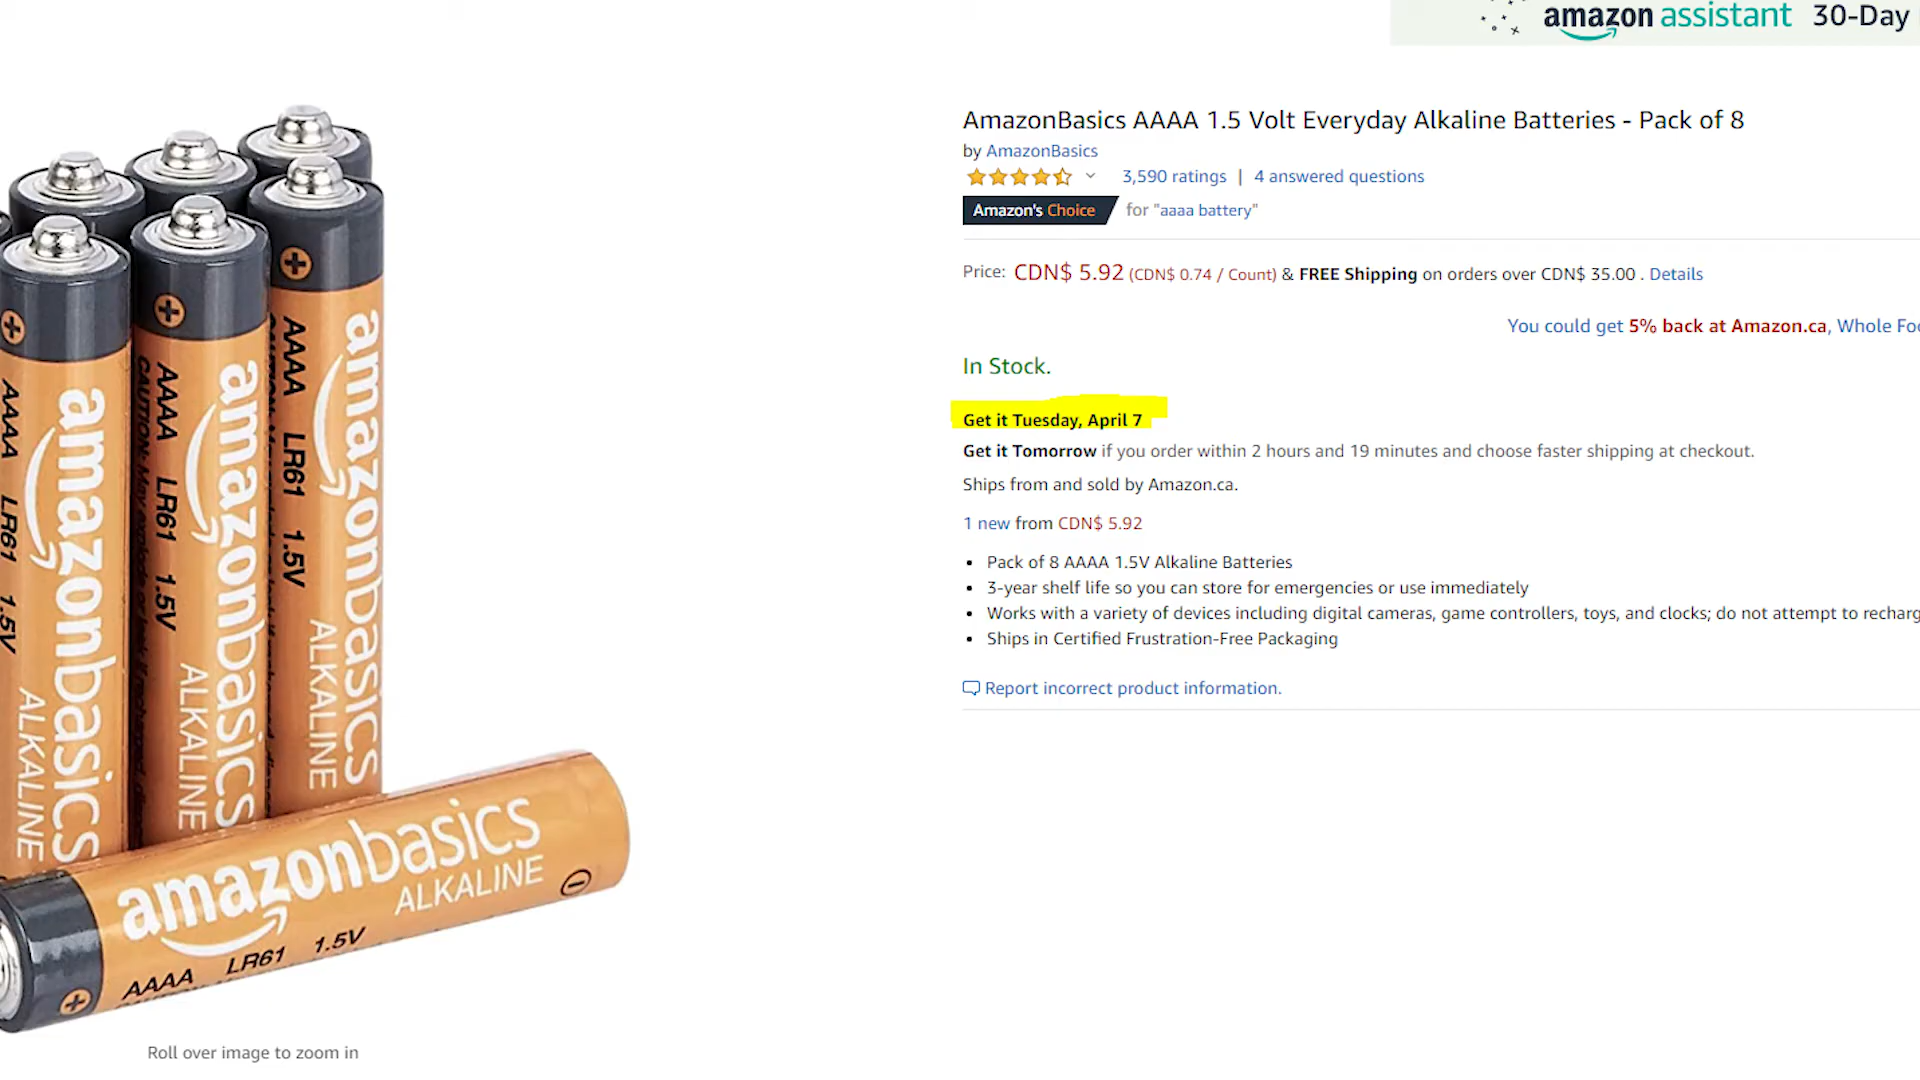 amazon assistant 30-Day
AmazonBasics AAAA 1.5 Volt Everyday Alkaline Batteries - Pack of 8
by AmazonBasics
3,590 ratings | 4 answered questions
Amazon's Choice for "aaaa battery"
Price: CDN$ 5.92 (CDN$ 0.74 / Count) & FREE Shipping on orders over CDN$ 35.00 . Details
You could get 5% back at Amazon.ca, Whole Foo
In Stock.
Get it Tuesday, April 7
Get it Tomorrow if you order within 2 hours and 19 minutes and choose faster shipping at checkout.
Ships from and sold by Amazon.ca.
1 new from CDN$ 5.92
• Pack of 8 AAAA 1.5V Alkaline Batteries
• 3-year shelf life so you can store for emergencies or use immediately
• Works with a variety of devices including digital cameras, game controllers, toys, and clocks; do not attempt to recharg
• Ships in Certified Frustration-Free Packaging
Report incorrect product information.
amazonbasics
ALKALINE
AAAA LR61 1.5V
amazonbasics
ALKALINE
AAAA LR61 1.5V
amazonbasics
ALKALINE
AAAA LR61 1.5V
amazonbasics
ALKALINE
AAAA LR61 1.5V
Roll over image to zoom in